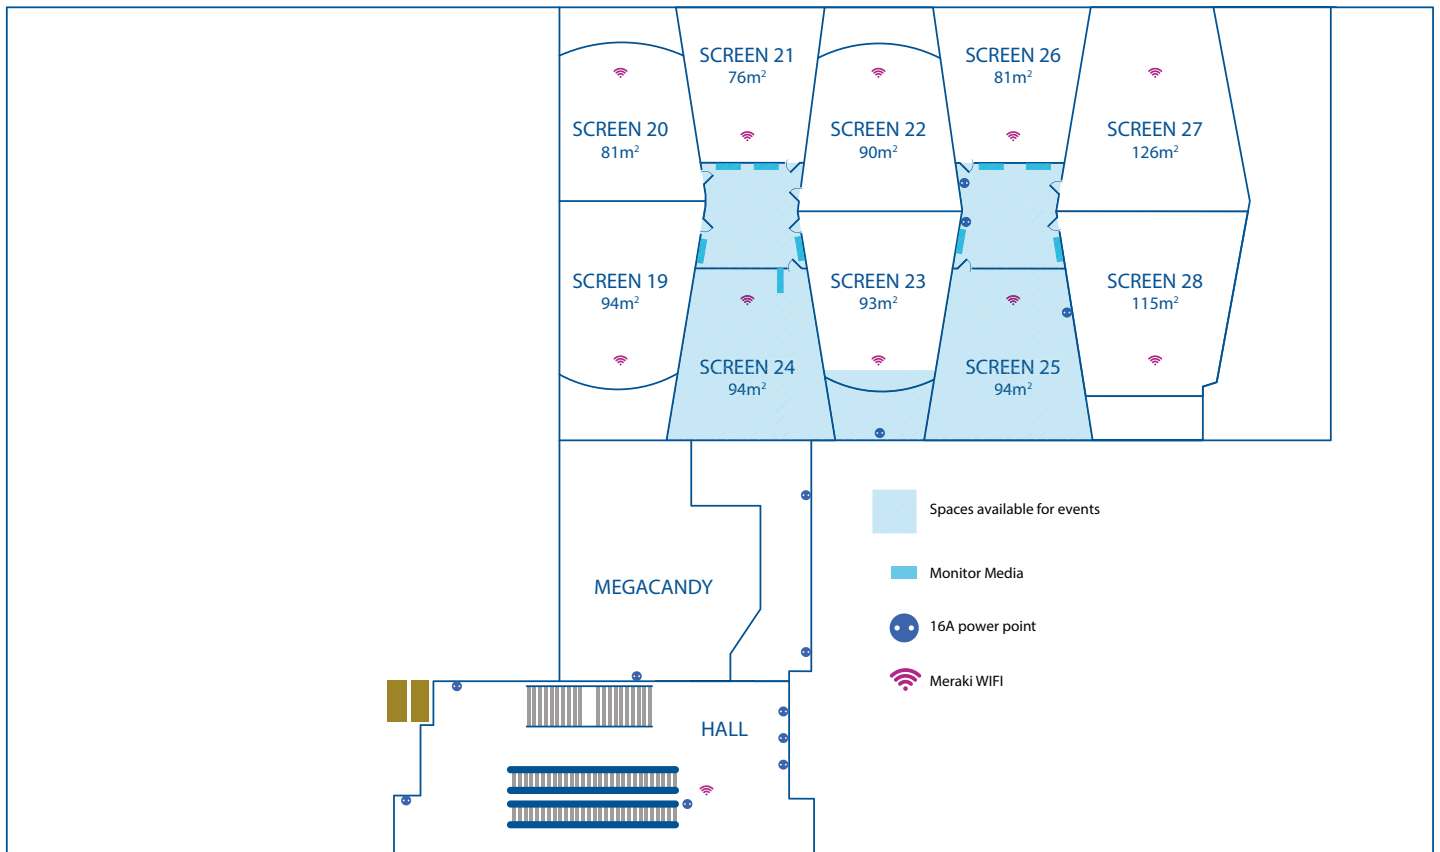 SCREEN 21
76m²
SCREEN 26
81m²
SCREEN 20
81m²
SCREEN 22
90m²
SCREEN 27
126m²
SCREEN 19
94m²
SCREEN 23
93m²
SCREEN 28
115m²
SCREEN 24
94m²
SCREEN 25
94m²
Spaces available for events
Monitor Media
MEGACANDY
16A power point
Meraki WIFI
HALL